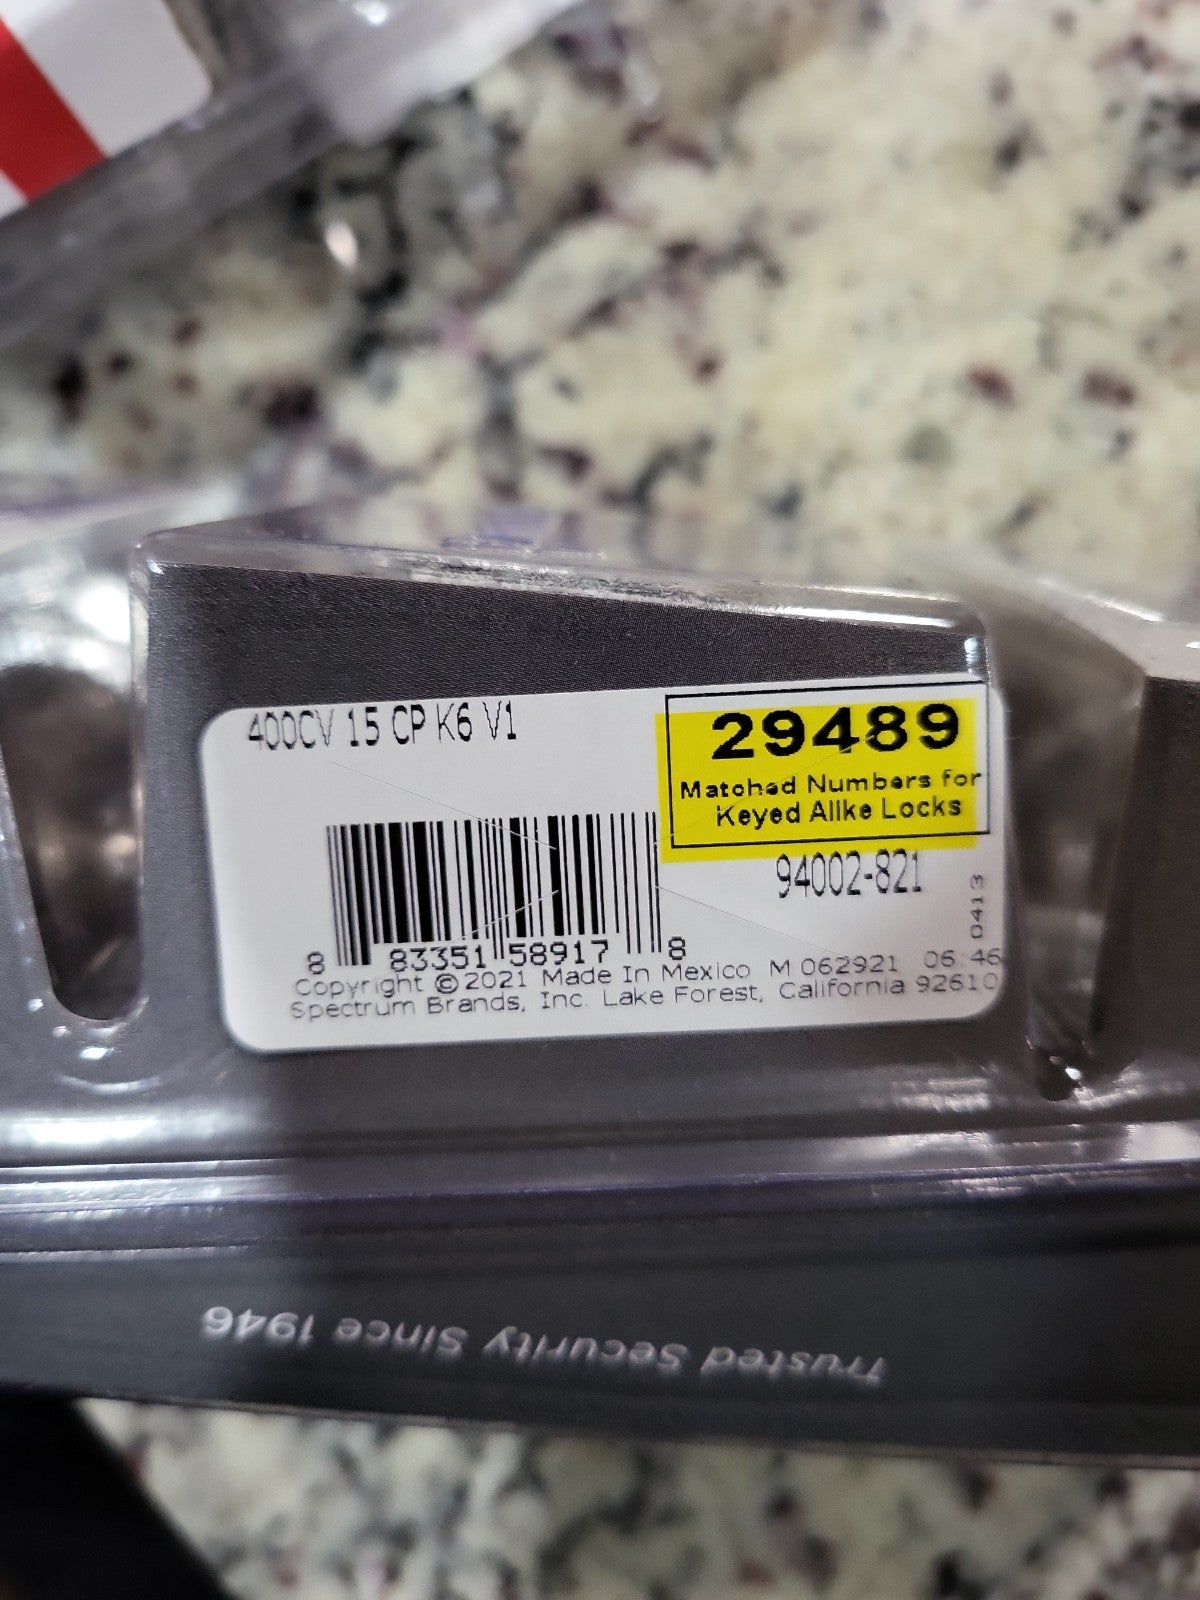 400CV 15 CP K6 V1
29489
Matched Numbers for
Keyed Alike Locks
94002-821
0413
8 83351 58917 8
Copyright ©2021 Made In Mexico M 062921 06:46
Spectrum Brands, Inc. Lake Forest, California 92610
Trusted Security Since 1946